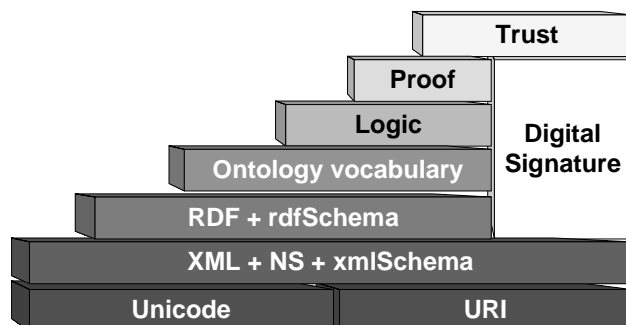 Trust
Proof
Logic
Digital
Signature
Ontology vocabulary
RDF + rdfSchema
XML + NS + xmlSchema
Unicode
URI